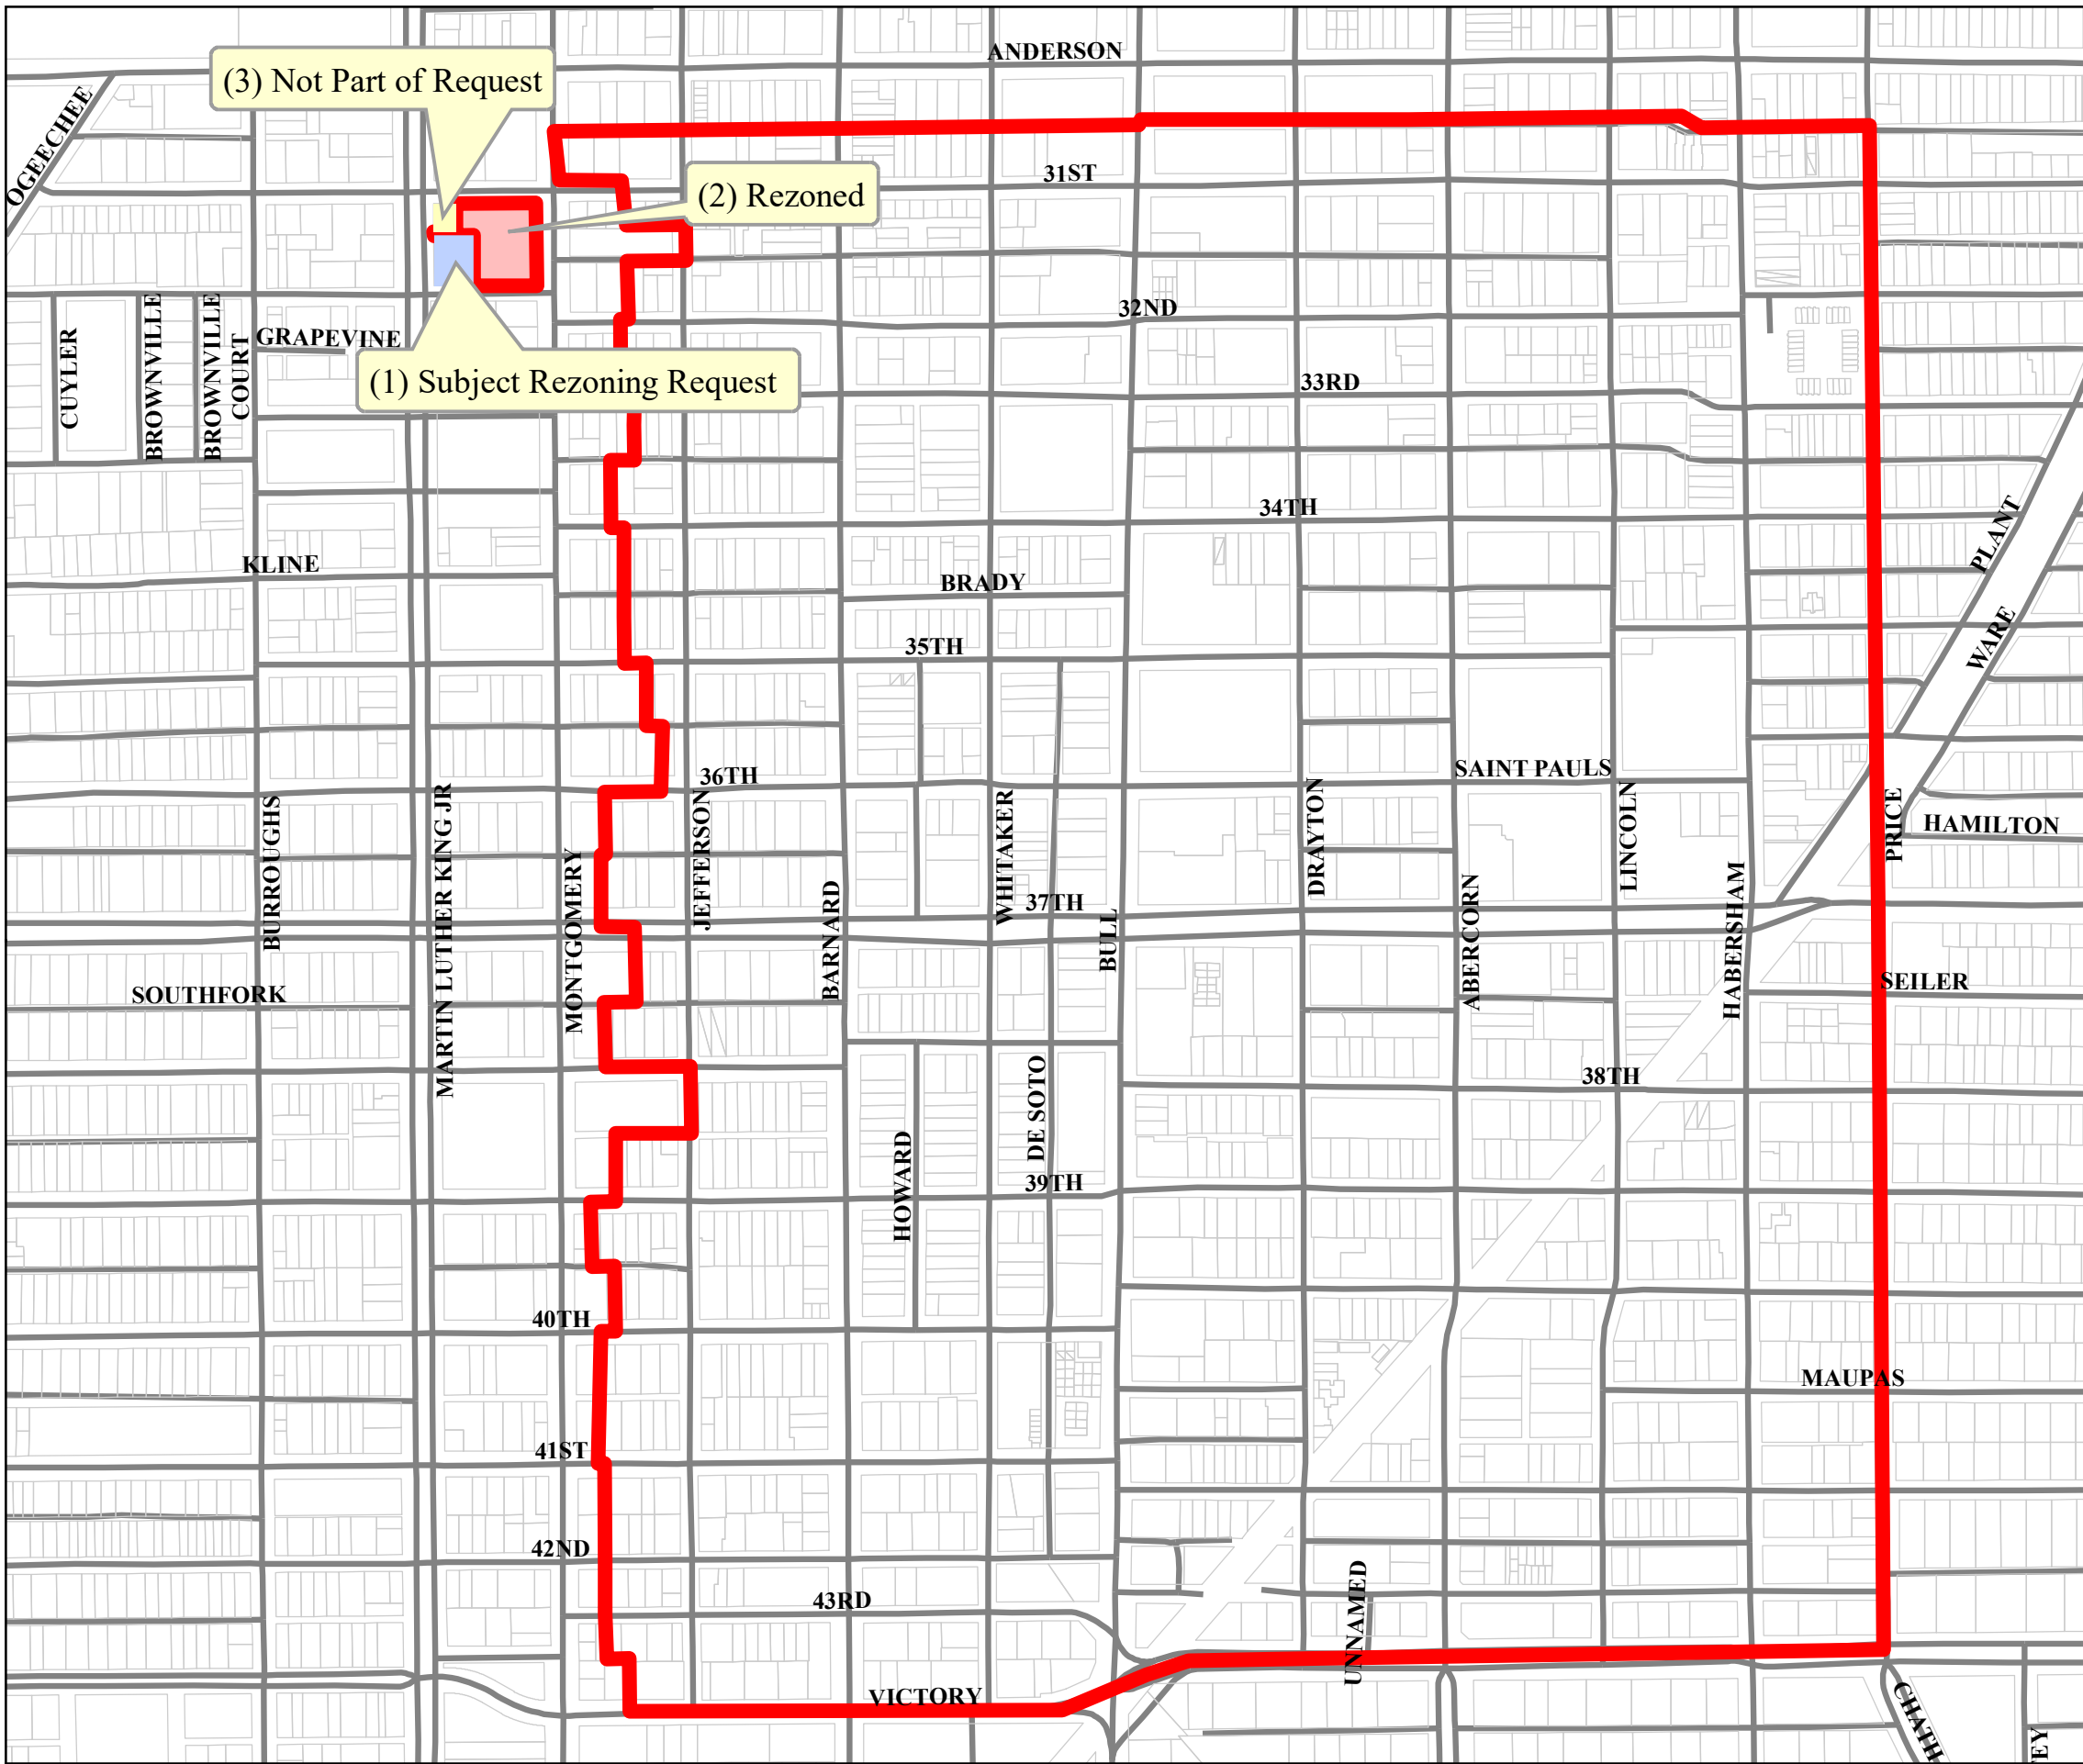 ANDERSON
(3) Not Part of Request
OGEECHEE
31ST
(2) Rezoned
32ND
CUYLER
BROWNVILLE
BROWNVILLE
COURT
GRAPEVINE
(1) Subject Rezoning Request
33RD
34TH
PLANT
KLINE
BRADY
35TH
WARE
36TH
SAINT PAULS
BURROUGHS
MARTIN LUTHER KING JR
MONTGOMERY
JEFFERSON
BARNARD
WHITAKER
37TH
BULL
DRAYTON
ABERCORN
LINCOLN
HABERSHAM
PRICE
HAMILTON
SOUTHFORK
SEILER
DE SOTO
38TH
HOWARD
39TH
40TH
MAUPAS
41ST
42ND
43RD
UNNAMED
VICTORY
CHATH
EY